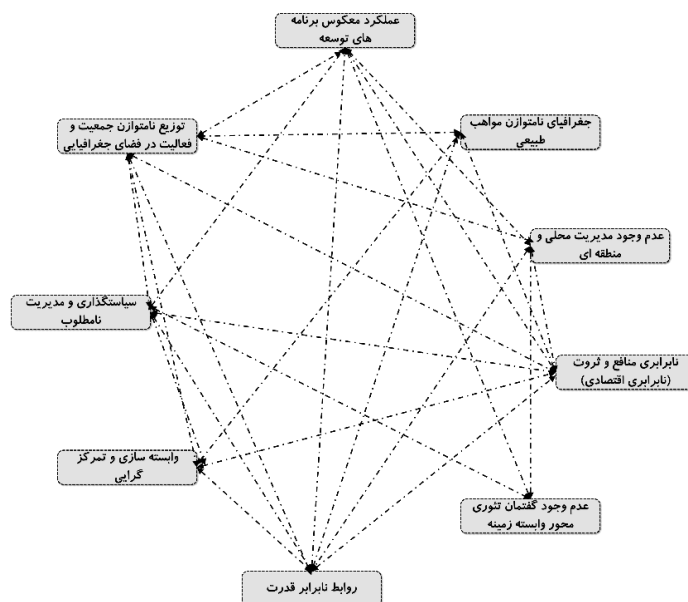 عملکرد معکوس برنامه
های توسعه
جغرافیای نامتوازن مواهب
طبیعی
توزیع نامتوازن جمعیت و
فعالیت در فضای جغرافیایی
عدم وجود مدیریت محلی و
منطقه ای
سیاستگذاری و مدیریت
نامطلوب
نابرابری منافع و ثروت
(نابرابری اقتصادی)
وابسته سازی و تمرکز
گرایی
عدم وجود گفتمان تئوری
محور وابسته زمینه
روابط نابرابر قدرت